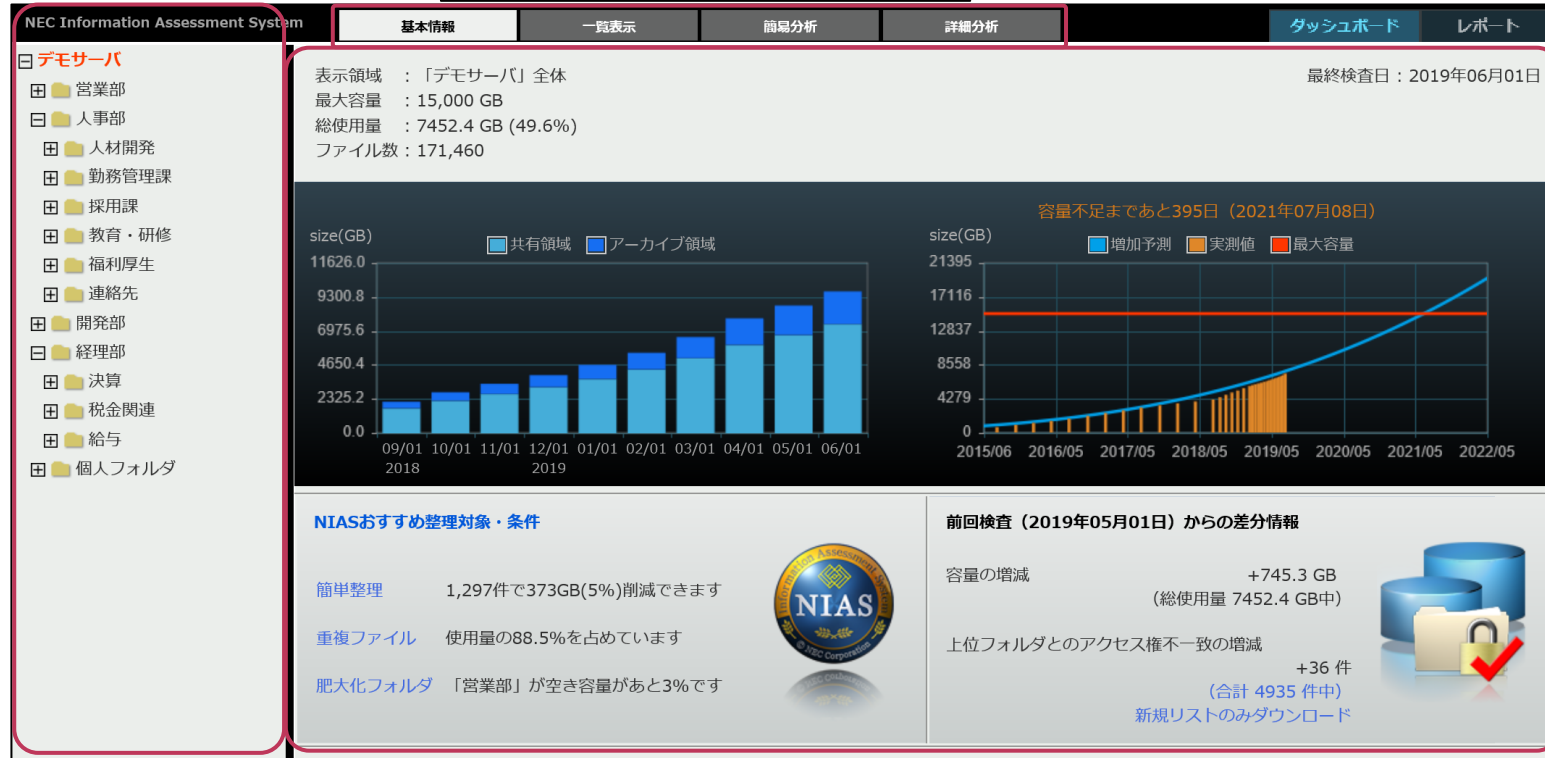 NEC Information Assessment System
基本情報
一覧表示
簡易分析
詳細分析
ダッシュボード
レポート
デモサーバ
営業部
人事部
人材開発
勤務管理課
採用課
教育・研修
福利厚生
連絡先
開発部
経理部
決算
税金関連
給与
個人フォルダ
表示領域 :「デモサーバ」全体
最大容量 : 15,000 GB
総使用量 : 7452.4 GB (49.6%)
ファイル数 : 171,460
最終検査日 : 2019年06月01日
size(GB)
共有領域 アーカイブ領域
11626.0
9300.8
6975.6
4650.4
2325.2
0.0
09/01 10/01 11/01 12/01 01/01 02/01 03/01 04/01 05/01 06/01
2018 2019
容量不足まであと395日（2021年07月08日）
size(GB)
増加予測 実測値 最大容量
21395
17116
12837
8558
4279
0
2015/06 2016/05 2017/05 2018/05 2019/05 2020/05 2021/05 2022/05
NIASおすすめ整理対象・条件
簡単整理 1,297件で373GB(5%)削減できます
重複ファイル 使用量の88.5%を占めています
肥大化フォルダ 「営業部」が空き容量があと3%です
Information Assessment System
NIAS
© NEC Corporation
前回検査（2019年05月01日）からの差分情報
容量の増減 +745.3 GB
(総使用量 7452.4 GB中)
上位フォルダとのアクセス権不一致の増減
+36 件
(合計 4935 件中)
新規リストのみダウンロード